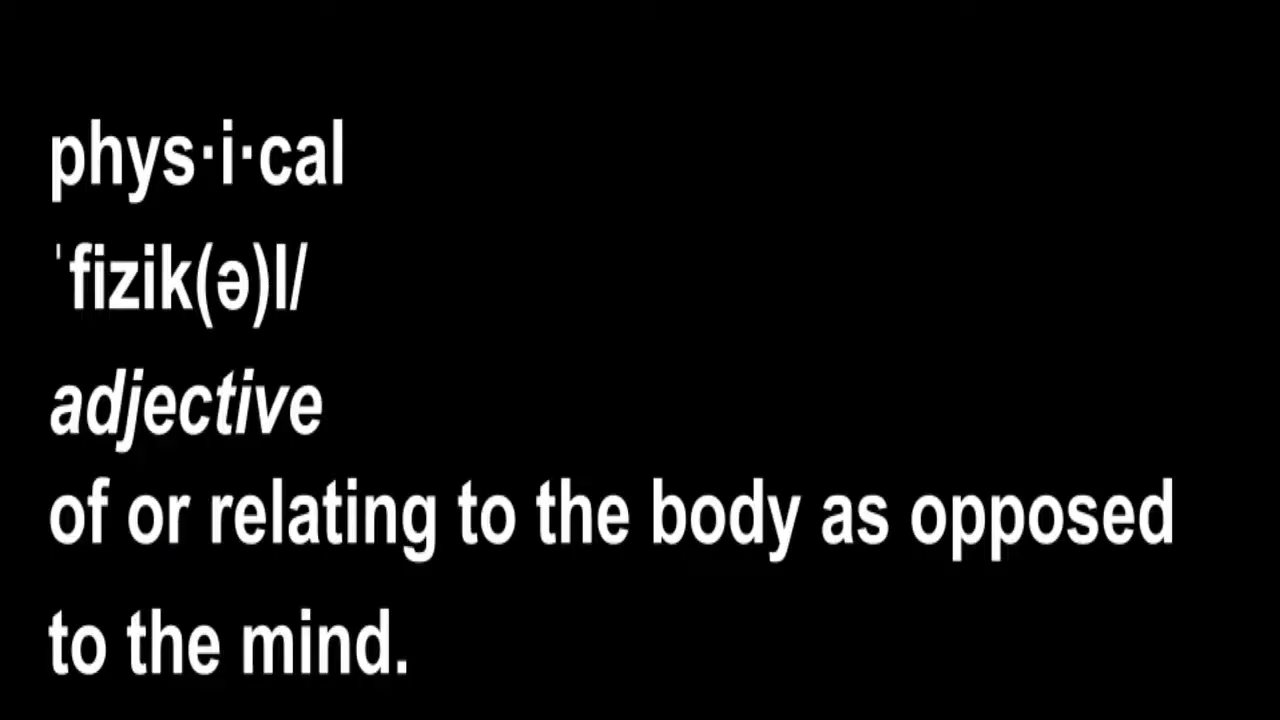 phys·i·cal
ˈfizik(ə)l/
adjective
of or relating to the body as opposed
to the mind.